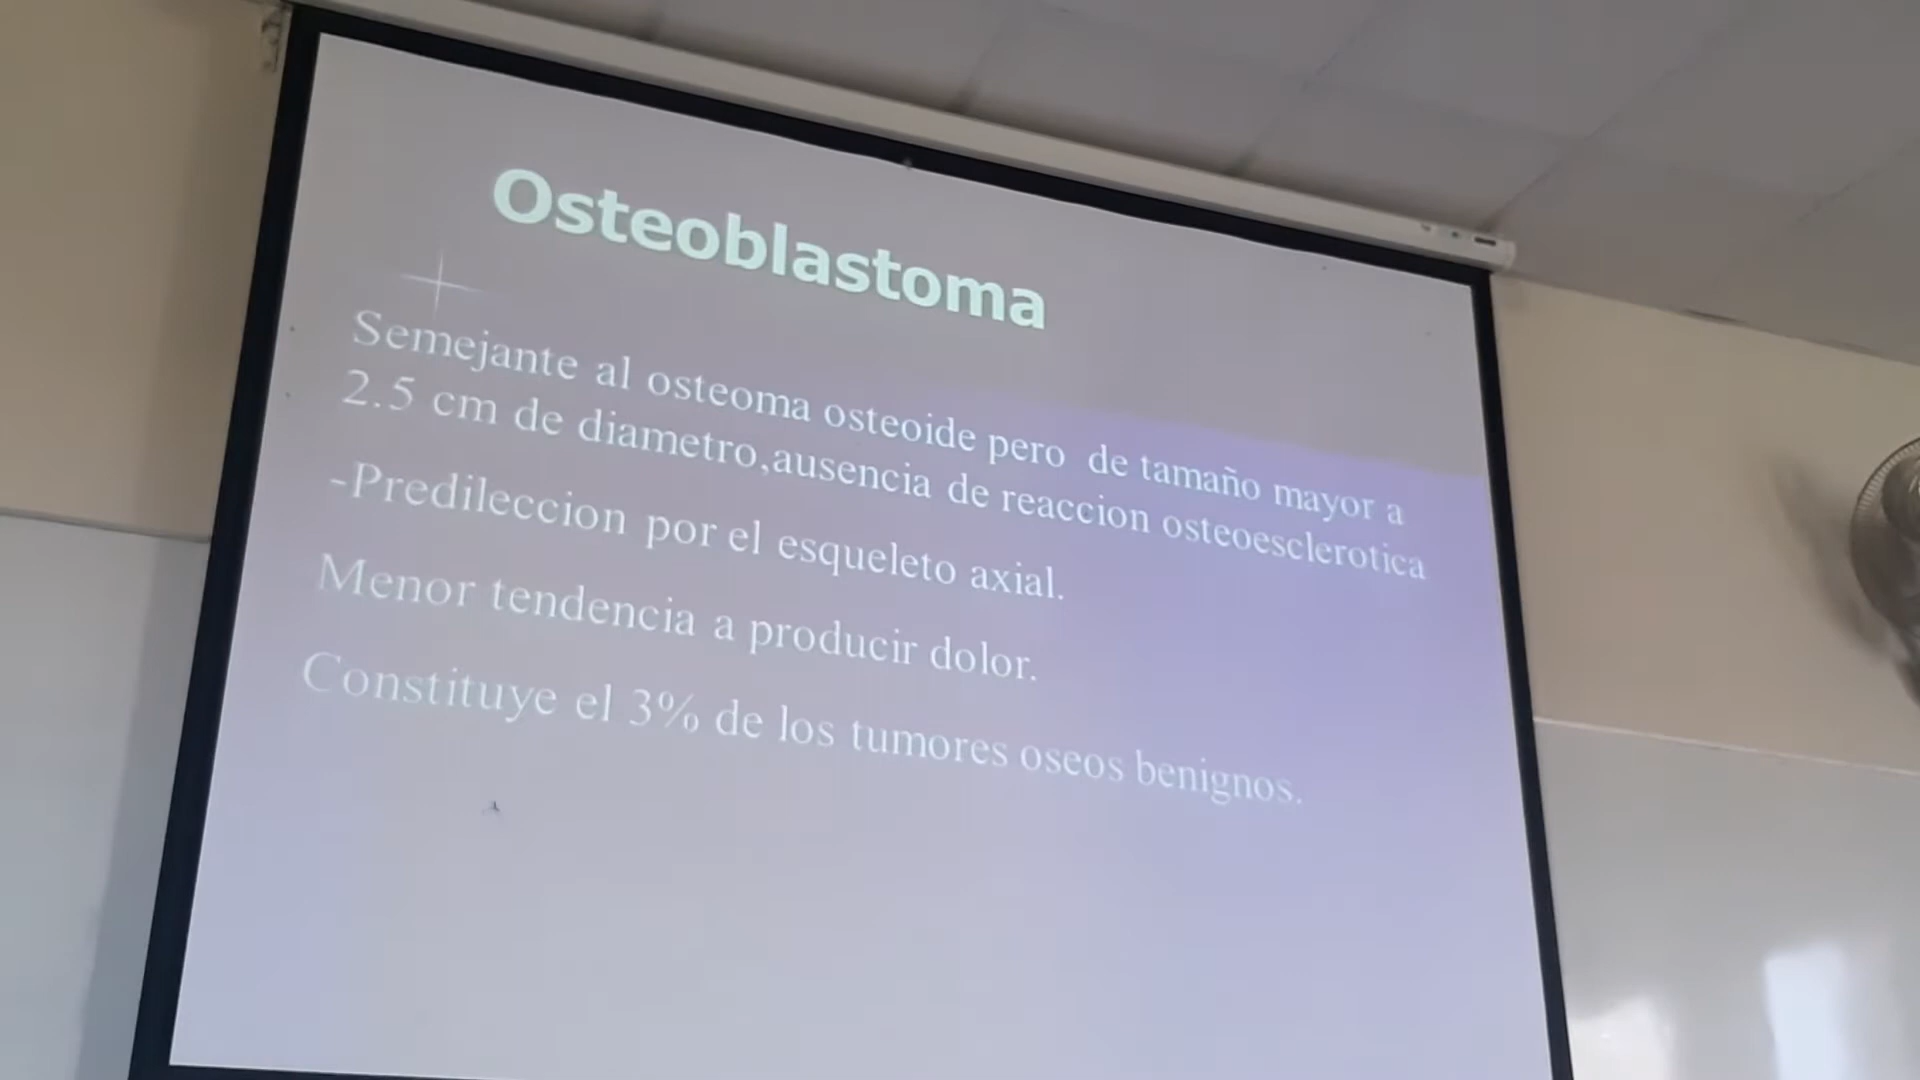 Osteoblastoma
Semejante al osteoma osteoide pero de tamaño mayor a
2.5 cm de diametro,ausencia de reaccion osteoesclerotica
-Predileccion por el esqueleto axial.
Menor tendencia a producir dolor.
Constituye el 3% de los tumores oseos benignos.